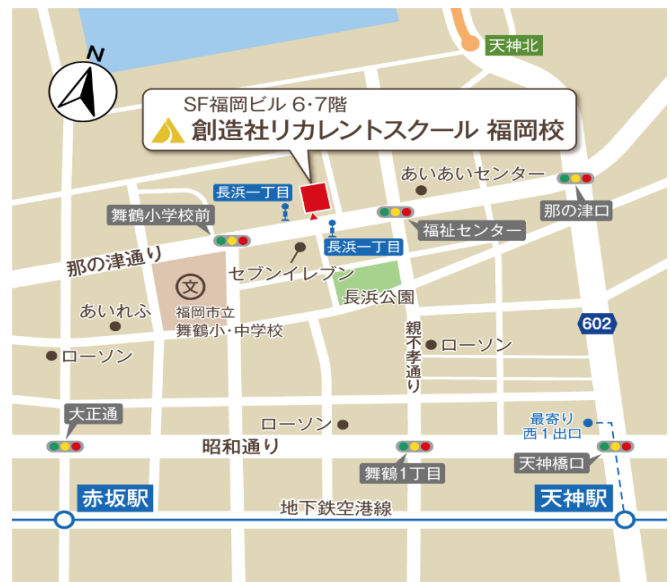 N
天神北
SF福岡ビル 6・7階
創造社リカレントスクール 福岡校
あいあいセンター
長浜一丁目
那の津口
舞鶴小学校前
福祉センター
長浜一丁目
那の津通り
セブンイレブン
文
長浜公園
福岡市立
舞鶴小・中学校
あいれふ
602
親不孝通り
ローソン
ローソン
大正通
ローソン
最寄り
西1出口
昭和通り
天神橋口
舞鶴1丁目
赤坂駅
地下鉄空港線
天神駅